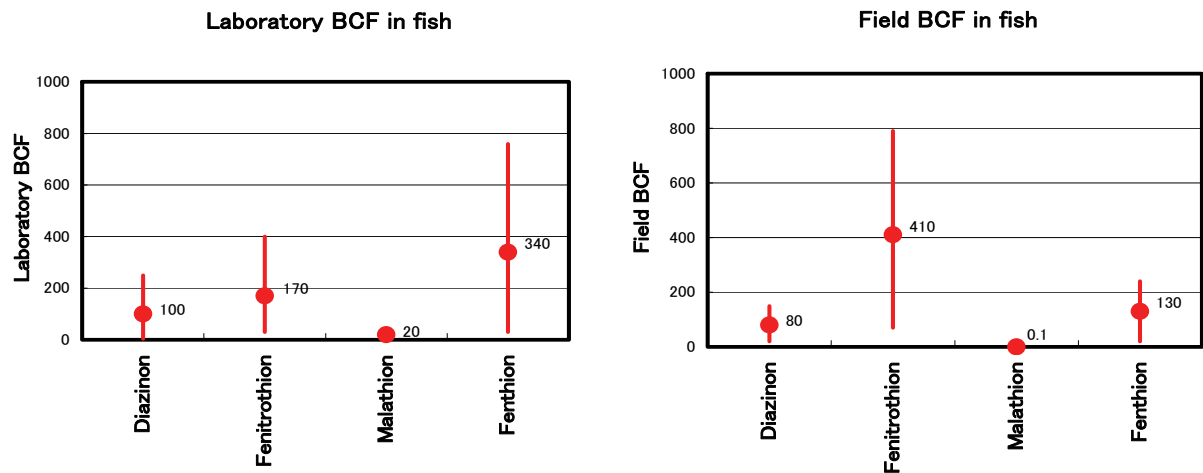 Laboratory BCF in fish
Laboratory BCF
1000
800
600
400
200
0
100
170
20
340
Diazinon
Fenitrothion
Malathion
Fenthion
Field BCF in fish
Field BCF
1000
800
600
400
200
0
80
410
0.1
130
Diazinon
Fenitrothion
Malathion
Fenthion